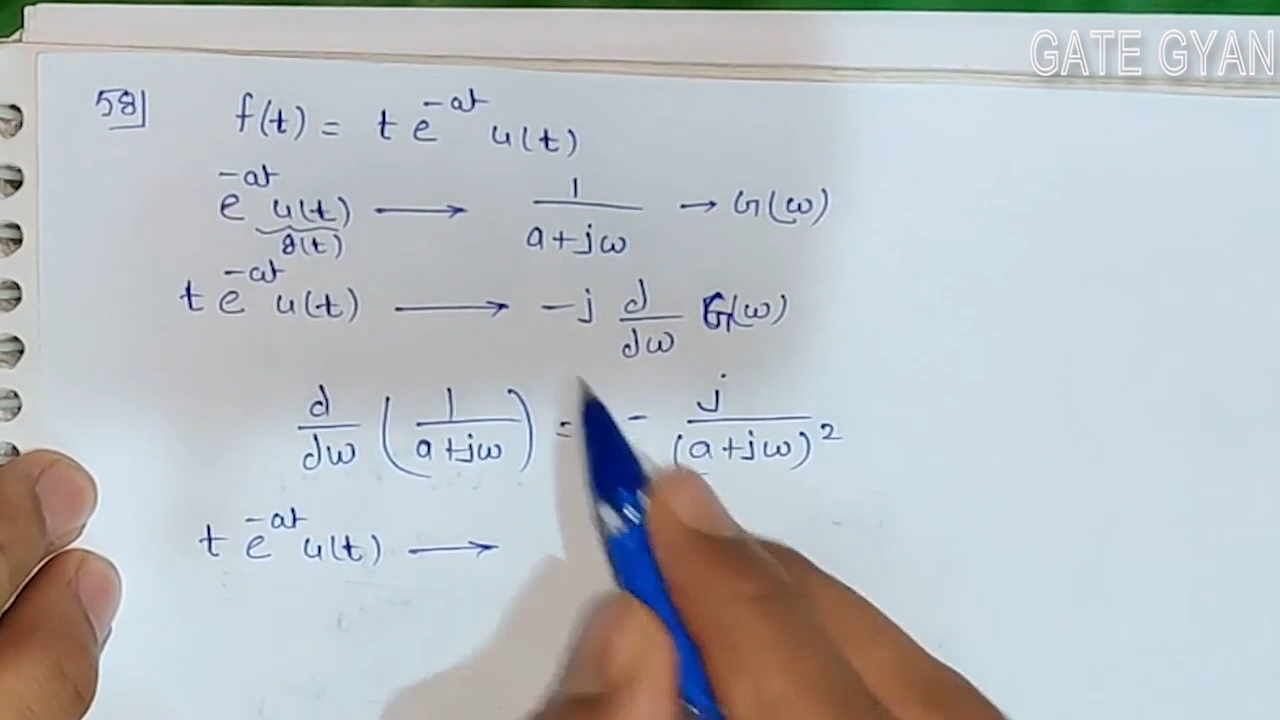 GATE GYAN
58] f(t) = t e^{-at} u(t)
e^{-at} u(t) → 1/(a+jω) → G(ω)
g(t)
t e^{-at} u(t) → -j d/dω G(ω)
d/dω (1/(a+jω)) = - j/(a+jω)^2
t e^{-at} u(t) →